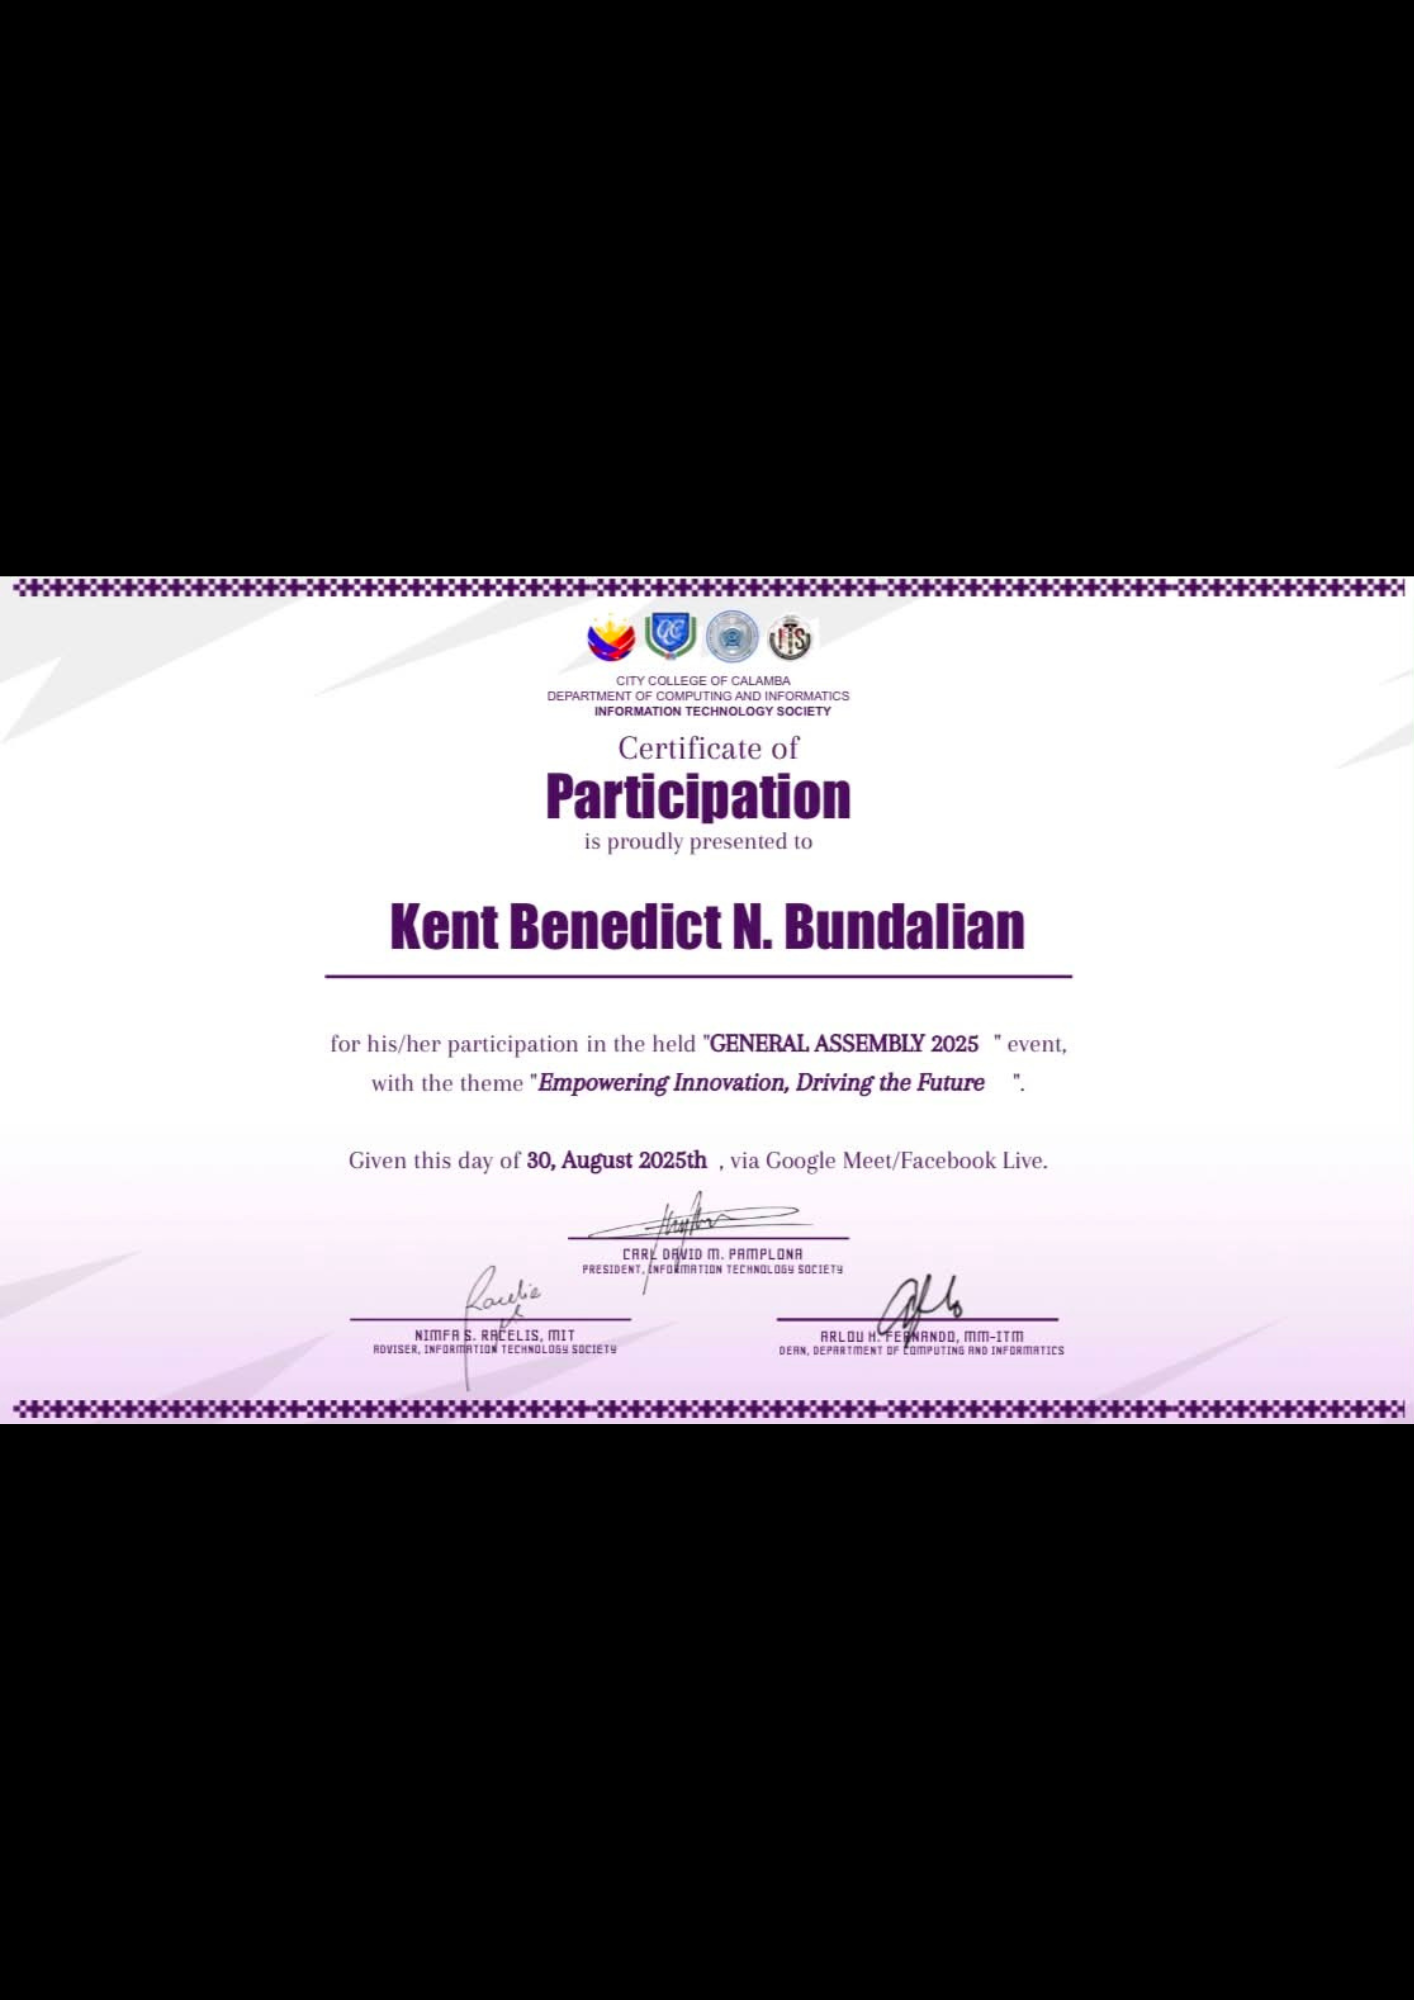 CITY COLLEGE OF CALAMBA
DEPARTMENT OF COMPUTING AND INFORMATICS
INFORMATION TECHNOLOGY SOCIETY
Certificate of
Participation
is proudly presented to
Kent Benedict N. Bundalian
for his/her participation in the held "GENERAL ASSEMBLY 2025 " event,
with the theme "Empowering Innovation, Driving the Future ".
Given this day of 30, August 2025th , via Google Meet/Facebook Live.
CARL DAVID M. PAMPLONA
PRESIDENT, INFORMATION TECHNOLOGY SOCIETY
NIMFA S. RACELIS, MIT
ADVISER, INFORMATION TECHNOLOGY SOCIETY
ARLOU H. FERNANDO, MM-ITM
DEAN, DEPARTMENT OF COMPUTING AND INFORMATICS